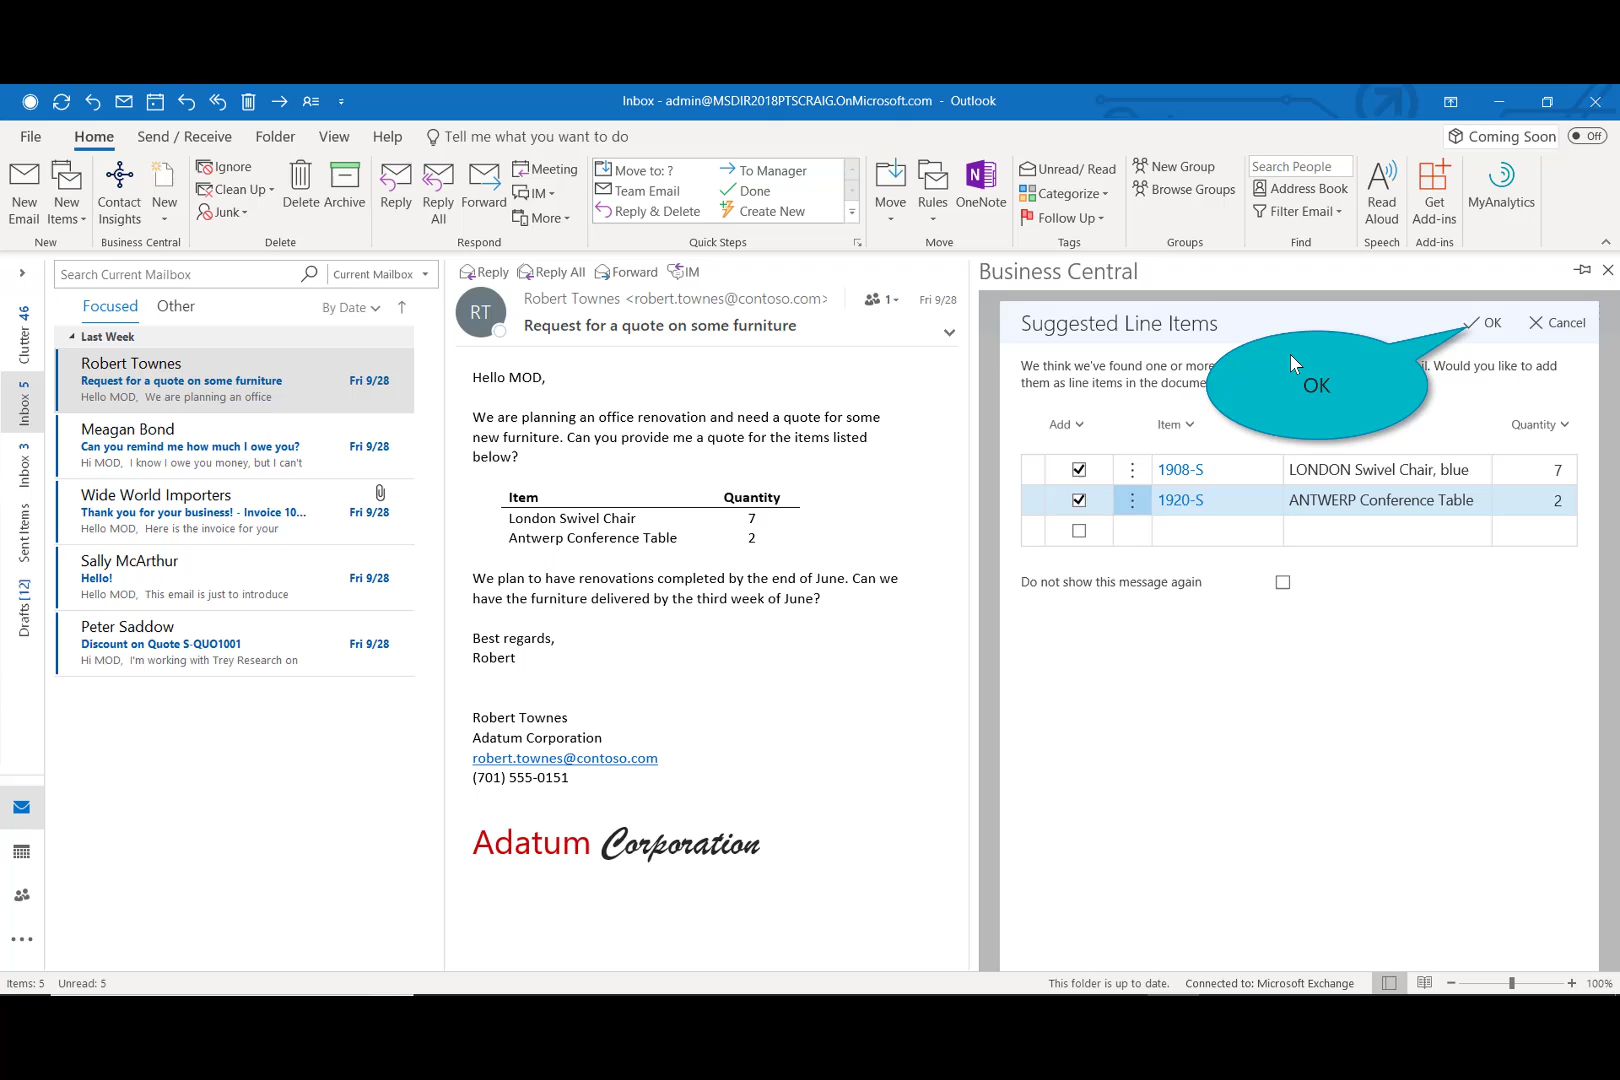 Inbox - admin@MSDIR2018PTSCRAIG.OnMicrosoft.com - Outlook
File Home Send / Receive Folder View Help Tell me what you want to do Coming Soon Off
New Email
New Items
New
Contact Insights
New
Business Central
Ignore
Clean Up
Junk
Delete
Archive
Delete
Reply
Reply All
Forward
Meeting
IM
More
Respond
Move to: ?
Team Email
Reply & Delete
To Manager
Done
Create New
Quick Steps
Move
Rules
OneNote
Move
Unread/ Read
Categorize
Follow Up
Tags
New Group
Browse Groups
Groups
Search People
Address Book
Filter Email
Find
Read Aloud
Speech
Get Add-ins
Add-ins
MyAnalytics
Clutter 46
Inbox 5
Inbox 3
Sent Items
Drafts [12]
Search Current Mailbox Current Mailbox
Focused Other By Date
Last Week
Robert Townes
Request for a quote on some furniture Fri 9/28
Hello MOD, We are planning an office
Meagan Bond
Can you remind me how much I owe you? Fri 9/28
Hi MOD, I know I owe you money, but I can't
Wide World Importers
Thank you for your business! - Invoice 10... Fri 9/28
Hello MOD, Here is the invoice for your
Sally McArthur
Hello! Fri 9/28
Hello MOD, This email is just to introduce
Peter Saddow
Discount on Quote S-QUO1001 Fri 9/28
Hi MOD, I'm working with Trey Research on
Reply Reply All Forward IM
RT
Robert Townes <robert.townes@contoso.com> 1 Fri 9/28
Request for a quote on some furniture
Hello MOD,
We are planning an office renovation and need a quote for some
new furniture. Can you provide me a quote for the items listed
below?
Item Quantity
London Swivel Chair 7
Antwerp Conference Table 2
We plan to have renovations completed by the end of June. Can we
have the furniture delivered by the third week of June?
Best regards,
Robert
Robert Townes
Adatum Corporation
robert.townes@contoso.com
(701) 555-0151
Adatum Corporation
Business Central
Suggested Line Items OK Cancel
We think we've found one or more il. Would you like to add
them as line items in the docume
OK
Add Item Quantity
1908-S LONDON Swivel Chair, blue 7
1920-S ANTWERP Conference Table 2
Do not show this message again
Items: 5 Unread: 5 This folder is up to date. Connected to: Microsoft Exchange 100%